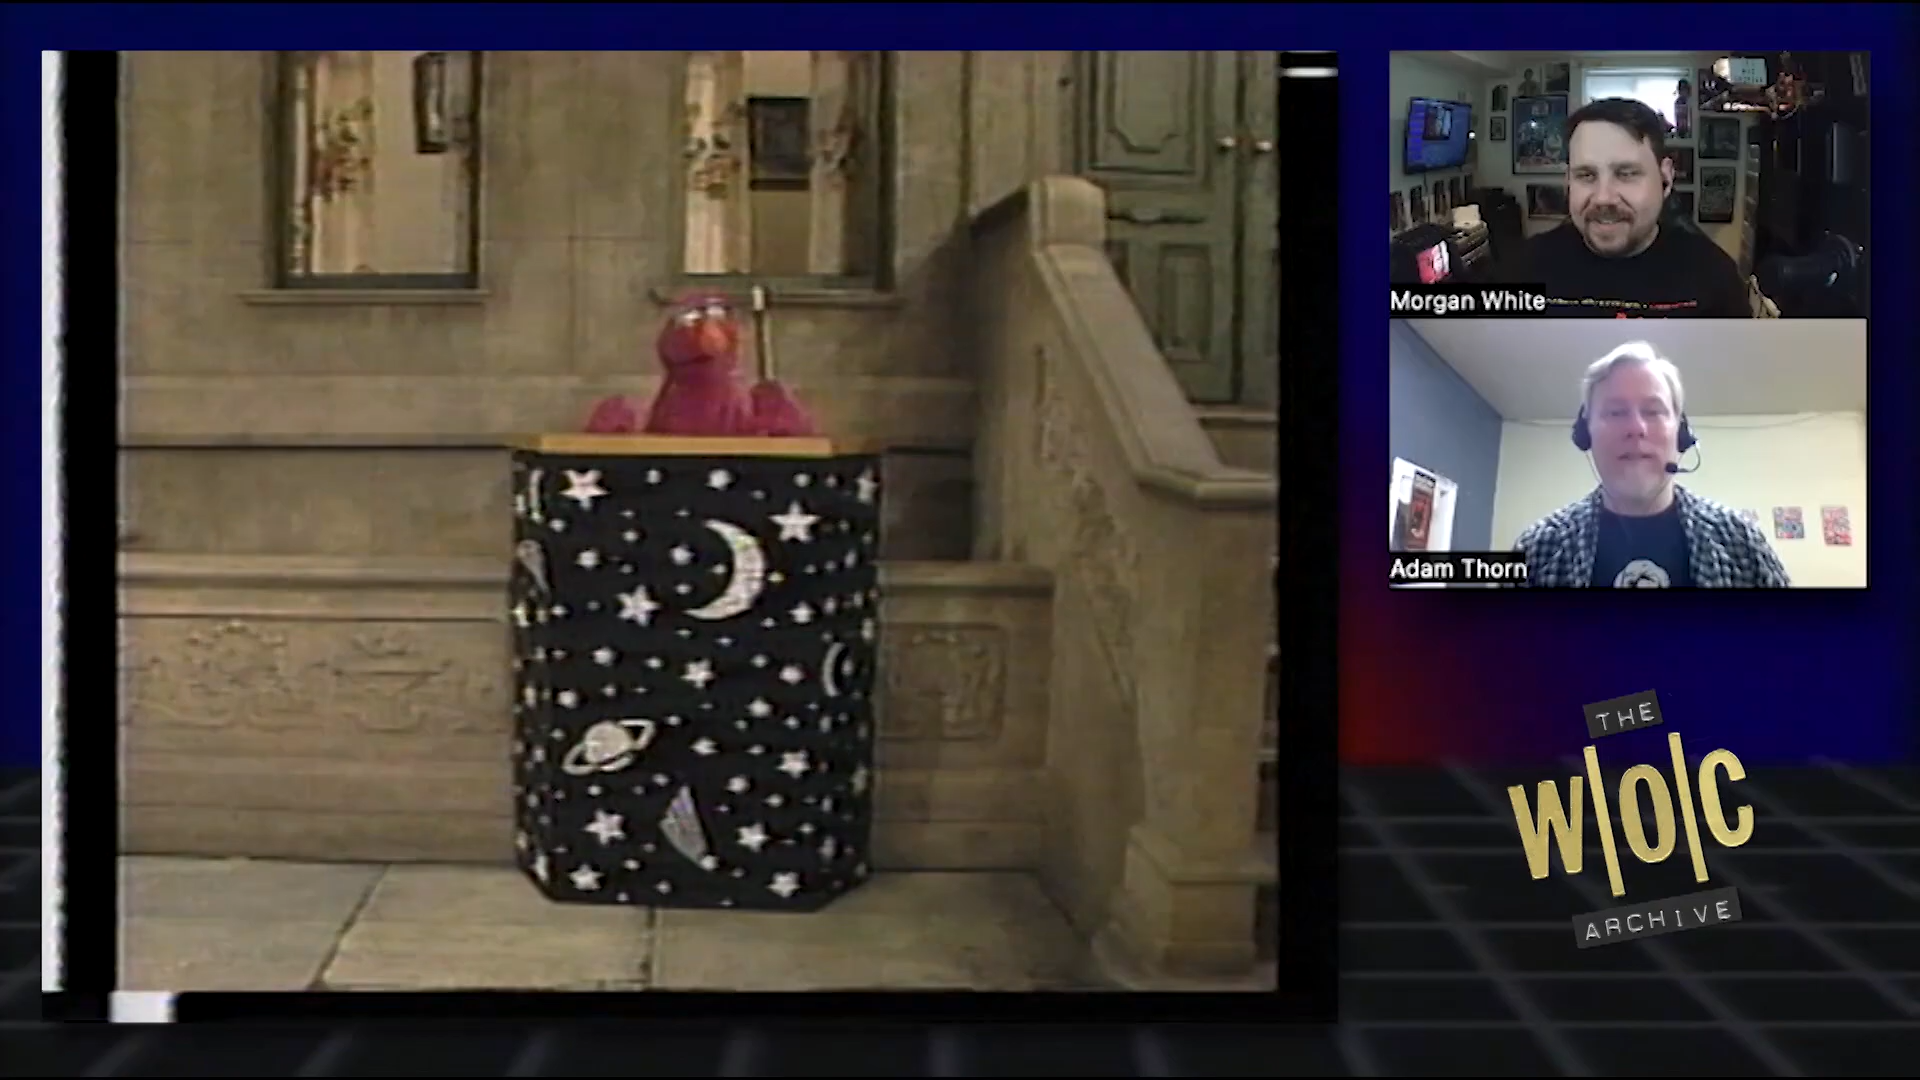 Morgan White
Adam Thorn
THE
W|O|C
ARCHIVE